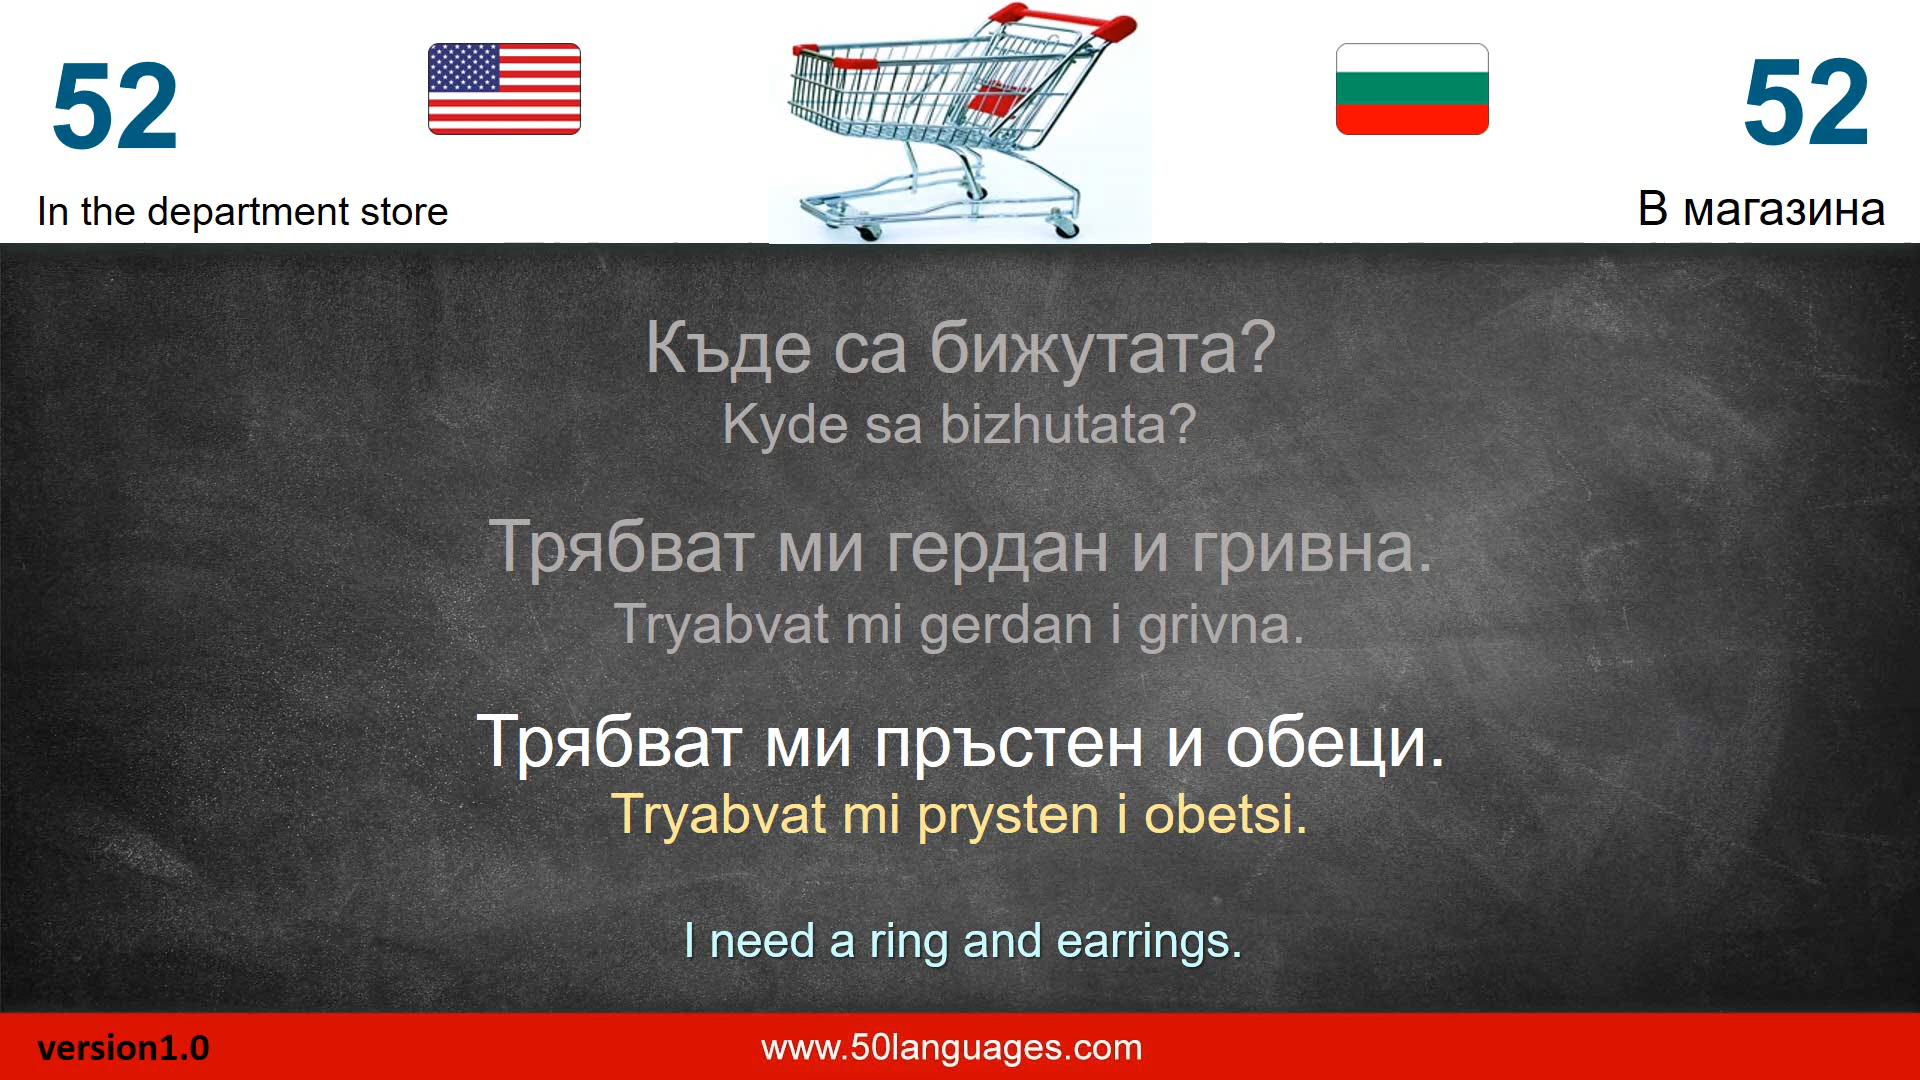 52
52
In the department store
В магазина
Къде са бижутата?
Kyde sa bizhutata?
Трябват ми гердан и гривна.
Tryabvat mi gerdan i grivna.
Трябват ми пръстен и обеци.
Tryabvat mi prysten i obetsi.
I need a ring and earrings.
version1.0
www.50languages.com